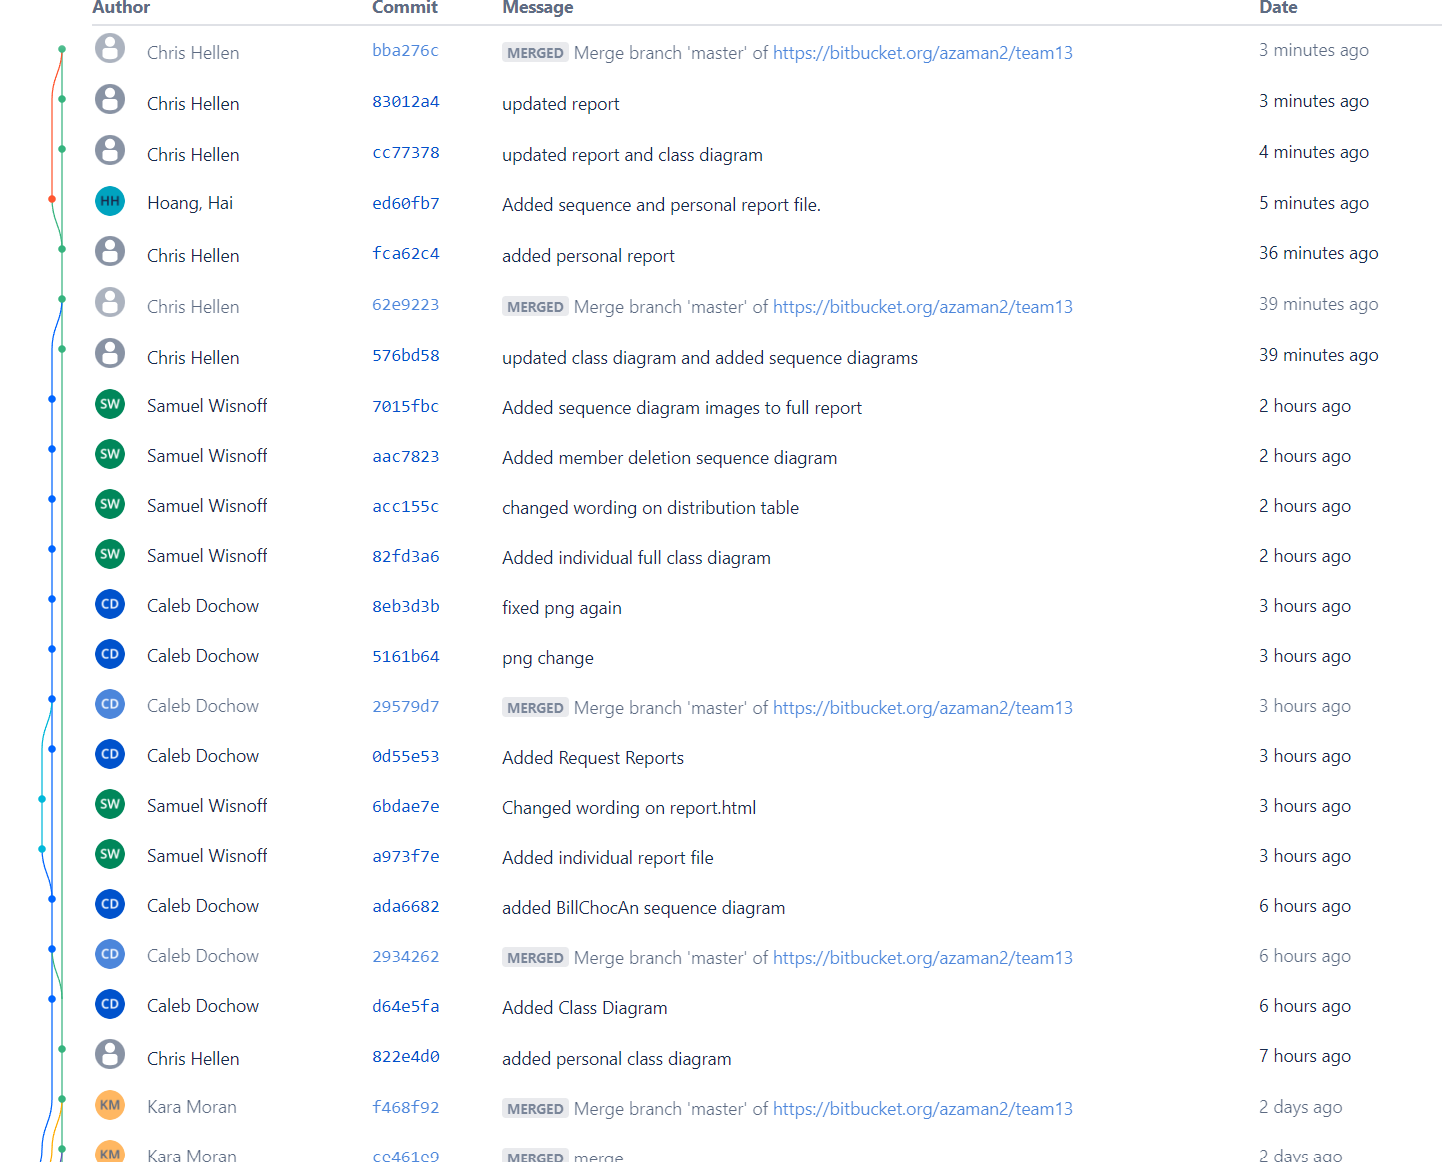 Author Commit Message Date
Chris Hellen bba276c MERGED Merge branch 'master' of https://bitbucket.org/azaman2/team13 3 minutes ago
Chris Hellen 83012a4 updated report 3 minutes ago
Chris Hellen cc77378 updated report and class diagram 4 minutes ago
HH Hoang, Hai ed60fb7 Added sequence and personal report file. 5 minutes ago
Chris Hellen fca62c4 added personal report 36 minutes ago
Chris Hellen 62e9223 MERGED Merge branch 'master' of https://bitbucket.org/azaman2/team13 39 minutes ago
Chris Hellen 576bd58 updated class diagram and added sequence diagrams 39 minutes ago
SW Samuel Wisnoff 7015fbc Added sequence diagram images to full report 2 hours ago
SW Samuel Wisnoff aac7823 Added member deletion sequence diagram 2 hours ago
SW Samuel Wisnoff acc155c changed wording on distribution table 2 hours ago
SW Samuel Wisnoff 82fd3a6 Added individual full class diagram 2 hours ago
CD Caleb Dochow 8eb3d3b fixed png again 3 hours ago
CD Caleb Dochow 5161b64 png change 3 hours ago
CD Caleb Dochow 29579d7 MERGED Merge branch 'master' of https://bitbucket.org/azaman2/team13 3 hours ago
CD Caleb Dochow 0d55e53 Added Request Reports 3 hours ago
SW Samuel Wisnoff 6bdae7e Changed wording on report.html 3 hours ago
SW Samuel Wisnoff a973f7e Added individual report file 3 hours ago
CD Caleb Dochow ada6682 added BillChocAn sequence diagram 6 hours ago
CD Caleb Dochow 2934262 MERGED Merge branch 'master' of https://bitbucket.org/azaman2/team13 6 hours ago
CD Caleb Dochow d64e5fa Added Class Diagram 6 hours ago
Chris Hellen 822e4d0 added personal class diagram 7 hours ago
KM Kara Moran f468f92 MERGED Merge branch 'master' of https://bitbucket.org/azaman2/team13 2 days ago
KM Kara Moran ce461e9 MERGED merge 2 days ago